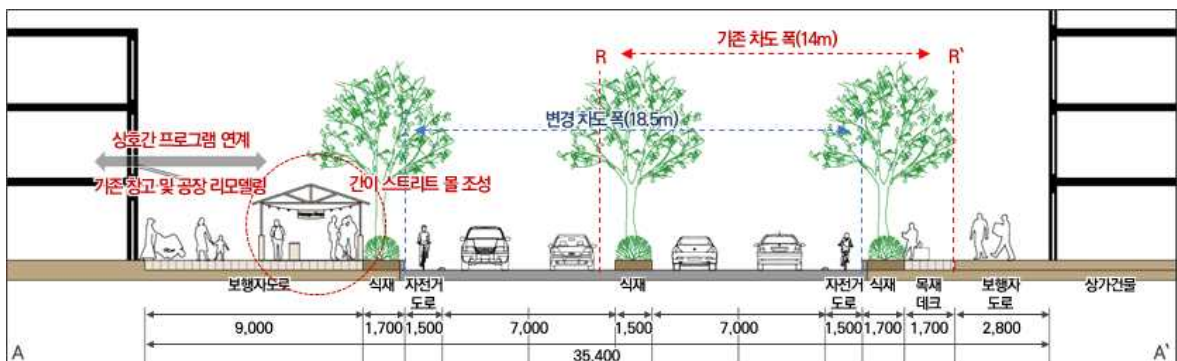 기존 차도 폭(14m)
R
R`
변경 차도 폭(18.5m)
상호간 프로그램 연계
기존 창고 및 공장 리모델링
간이 스트리트 몰 조성
보행자도로
식재
자전거
도로
식재
자전거
도로
식재
목재
데크
보행자
도로
상가건물
9,000
1,700
1,500
7,000
1,500
7,000
1,500
1,700
1,700
2,800
35,400
A
A`